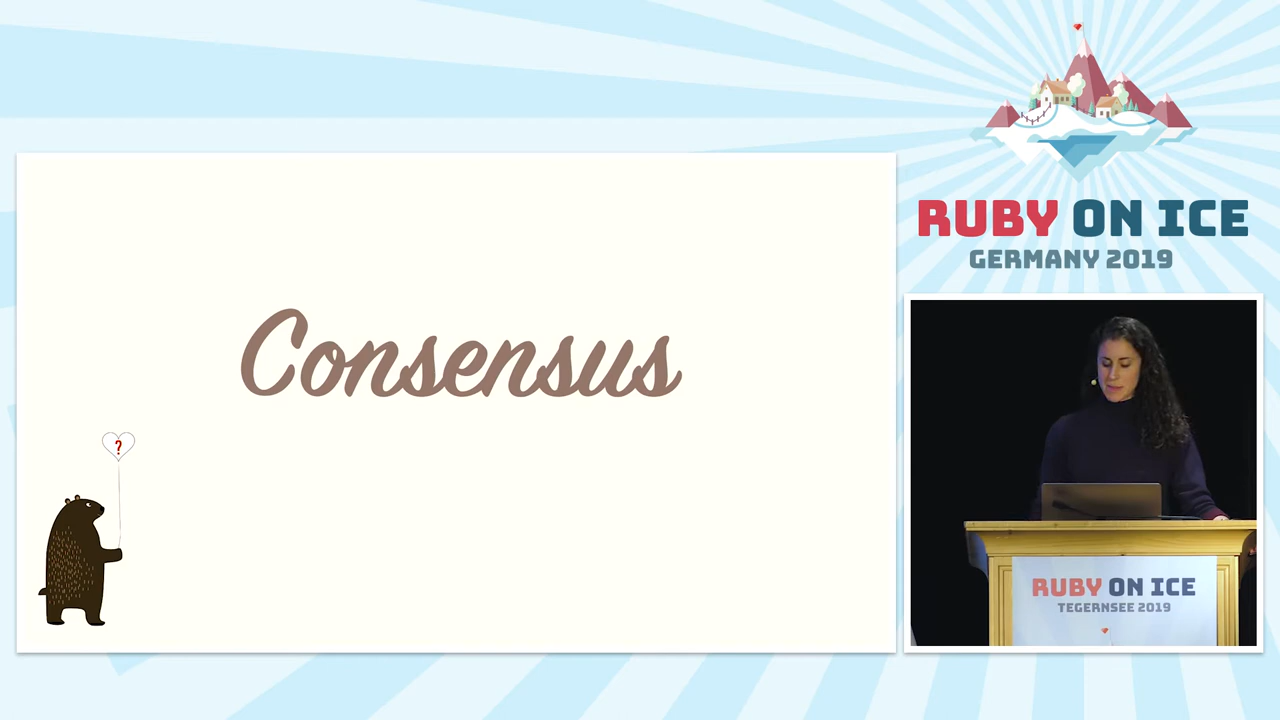 Consensus
?
RUBY ON ICE
GERMANY 2019
RUBY ON ICE
TEGERNSEE 2019